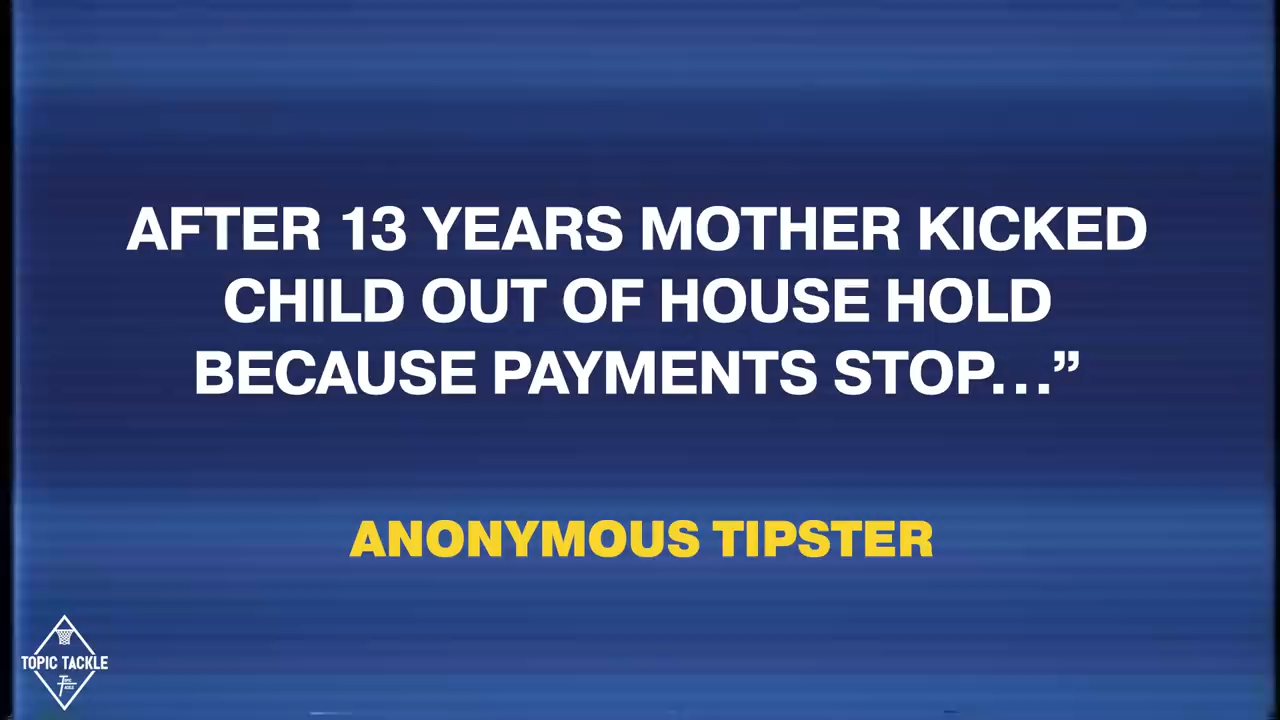 AFTER 13 YEARS MOTHER KICKED
CHILD OUT OF HOUSE HOLD
BECAUSE PAYMENTS STOP...”
ANONYMOUS TIPSTER
TOPIC TACKLE